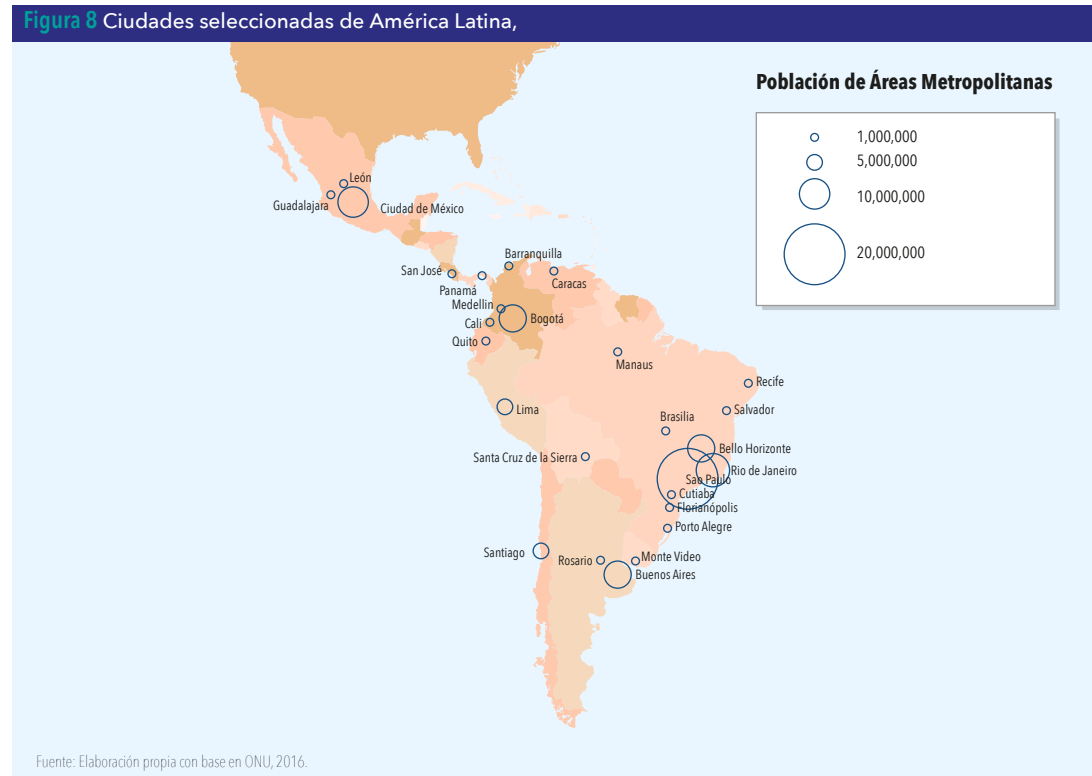 Figura 8 Ciudades seleccionadas de América Latina,
Población de Áreas Metropolitanas
1,000,000
5,000,000
10,000,000
20,000,000
León
Guadalajara
Ciudad de México
Barranquilla
San José
Caracas
Panamá
Medellin
Bogotá
Cali
Quito
Manaus
Recife
Lima
Salvador
Brasilia
Bello Horizonte
Santa Cruz de la Sierra
Rio de Janeiro
Sao Paulo
Cutiaba
Florianópolis
Porto Alegre
Santiago
Rosario
Monte Video
Buenos Aires
Fuente: Elaboración propia con base en ONU, 2016.